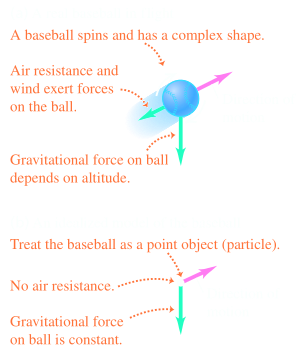 A baseball spins and has a complex shape.
Air resistance and
wind exert forces
on the ball.
Gravitational force on ball
depends on altitude.
Treat the baseball as a point object (particle).
No air resistance.
Gravitational force
on ball is constant.